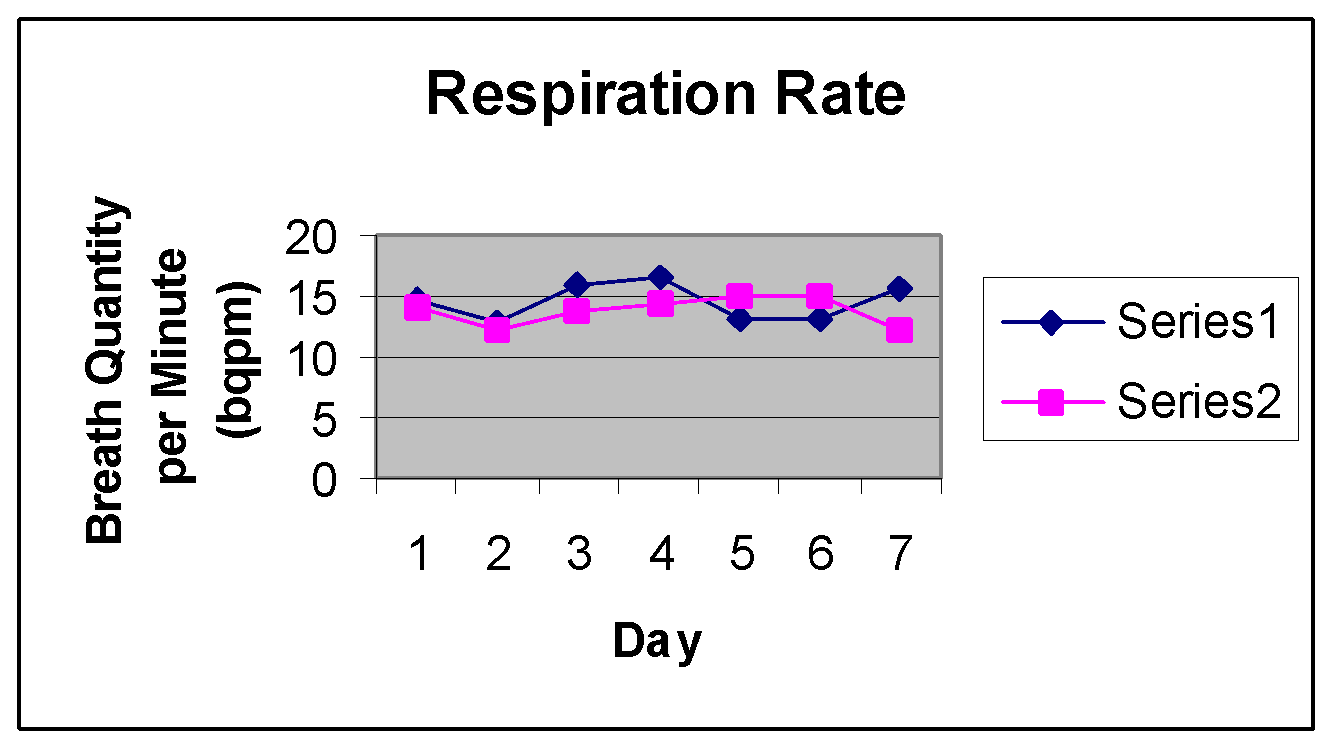 Respiration Rate
Breath Quantity
per Minute
(bqpm)
20
15
10
5
0
1 2 3 4 5 6 7
Day
Series1
Series2